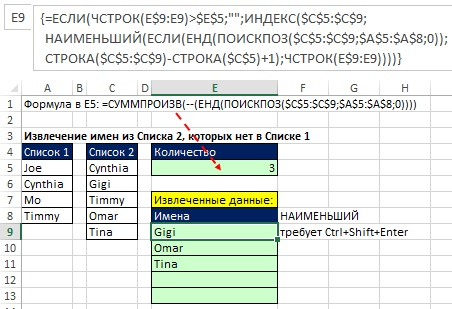 E9
{=ЕСЛИ(ЧСТРОК(E$9:E9)>$E$5;"";ИНДЕКС($C$5:$C$9;
НАИМЕНЬШИЙ(ЕСЛИ(ЕНД(ПОИСКПОЗ($C$5:$C$9;$A$5:$A$8;0));
СТРОКА($C$5:$C$9)-СТРОКА($C$5)+1);ЧСТРОК(E$9:E9))))}
A B C D E F G
1 Формула в E5: =СУММПРОИЗВ(--(ЕНД(ПОИСКПОЗ($C$5:$C$9;$A$5:$A$8;0))))
2
3 Извлечение имен из Списка 2, которых нет в Списке 1
4 Список 1 Список 2 Количество
5 Joe Cynthia 3
6 Cynthia Gigi
7 Mo Timmy Извлеченные данные:
8 Timmy Omar Имена НАИМЕНЬШИЙ
9 Tina Gigi требует Ctrl+Shift+Enter
10 Omar
11 Tina
12
13